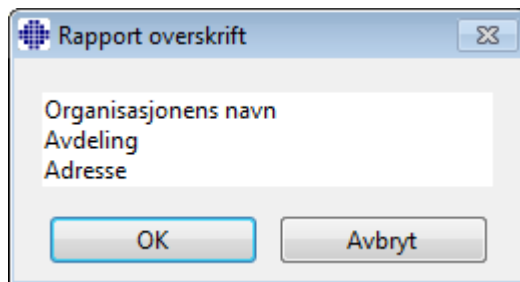 Rapport overskrift
Organisasjonens navn
Avdeling
Adresse
OK Avbryt